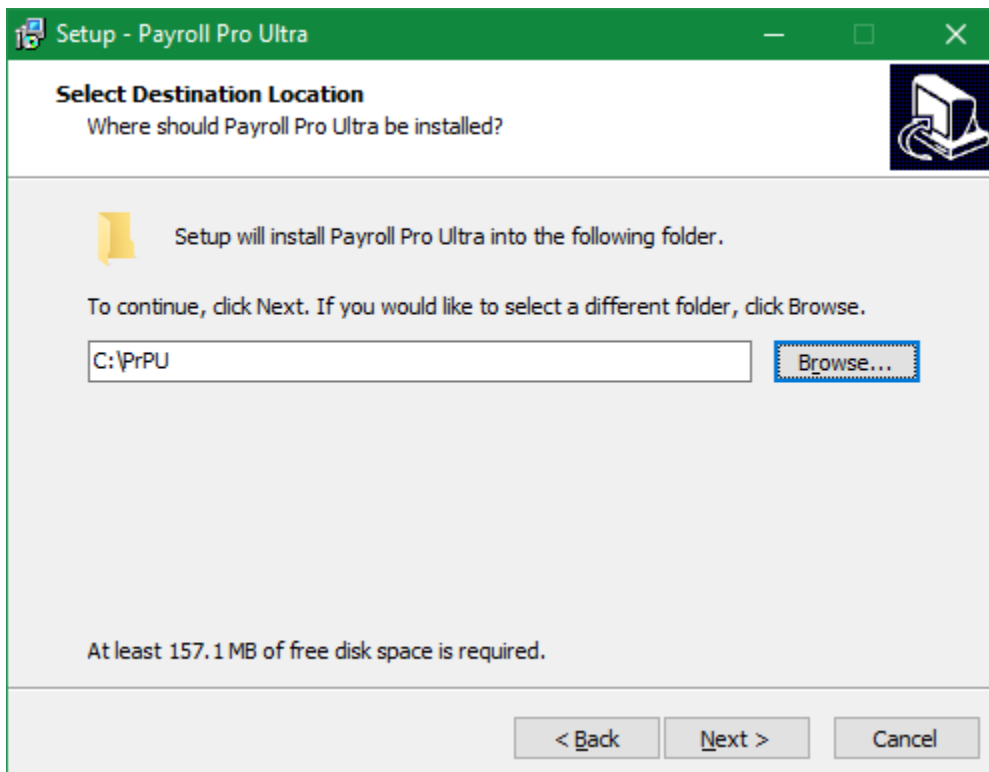 Setup - Payroll Pro Ultra
Select Destination Location
Where should Payroll Pro Ultra be installed?
Setup will install Payroll Pro Ultra into the following folder.
To continue, click Next. If you would like to select a different folder, click Browse.
C:\PrPU
Browse...
At least 157.1 MB of free disk space is required.
< Back
Next >
Cancel